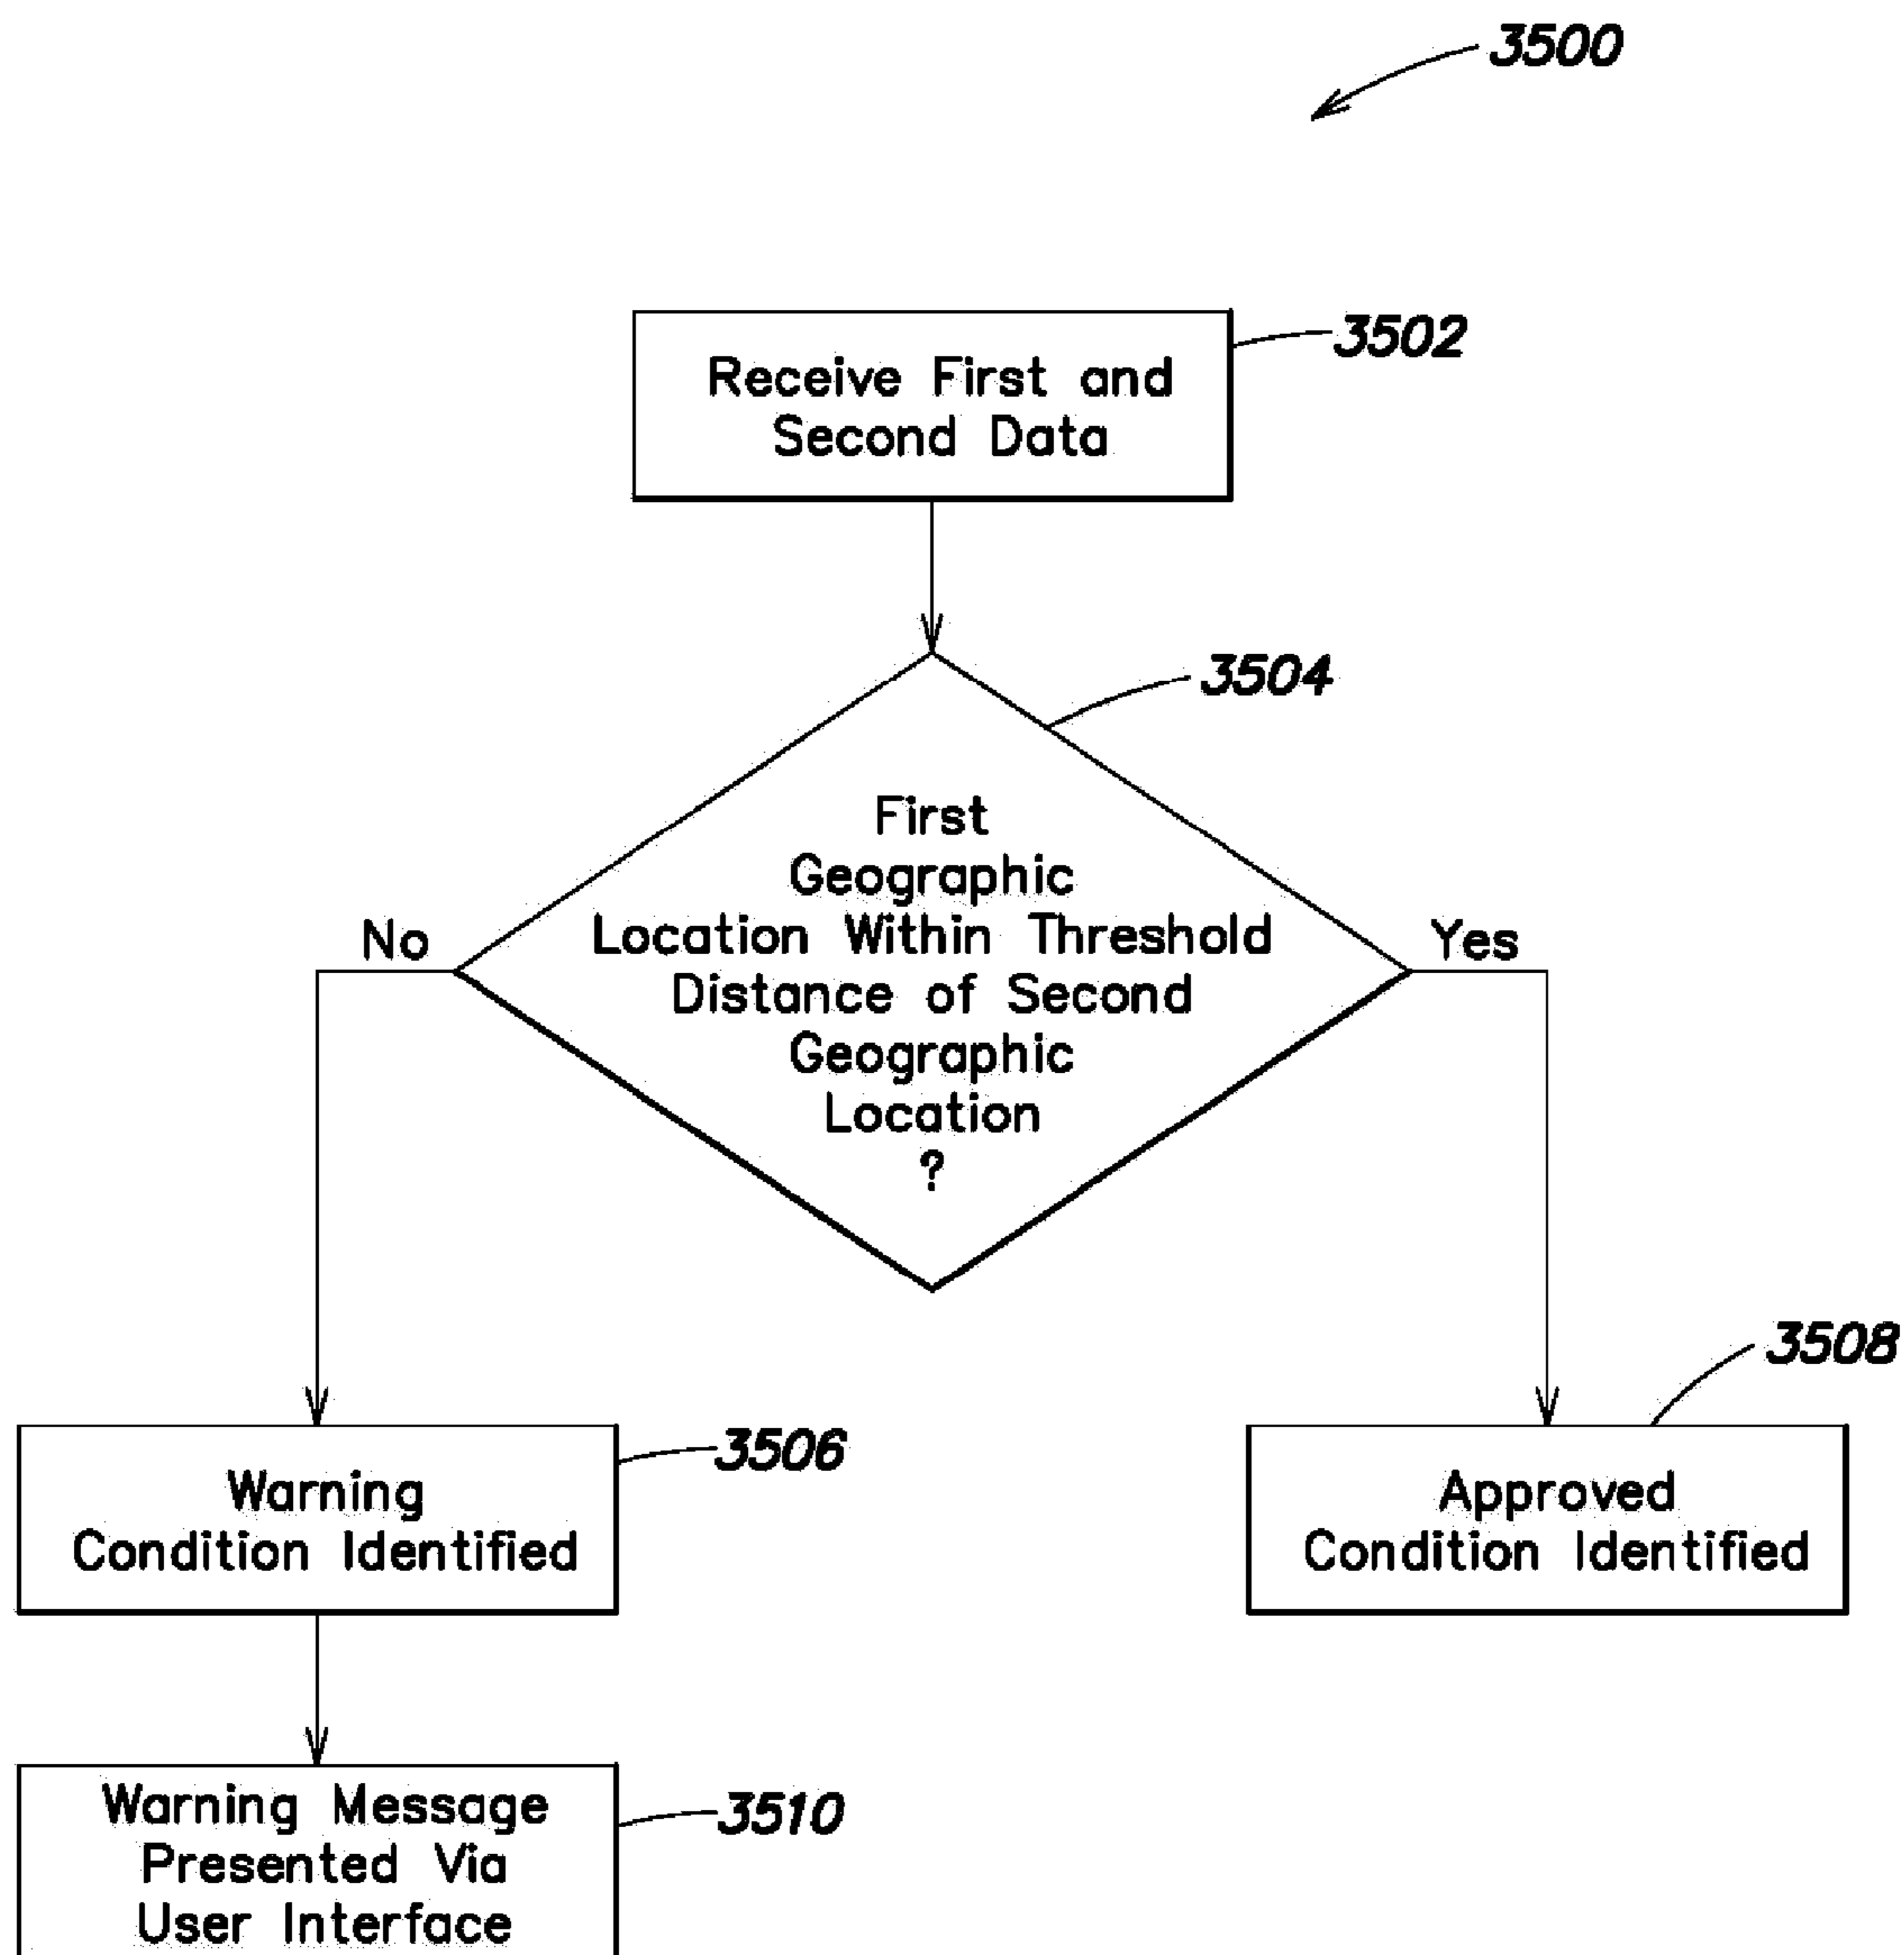 3500
Receive First and
Second Data
3502
3504
First
Geographic
Location Within Threshold
Distance of Second
Geographic
Location
?
No
Yes
3508
3506
Warning
Condition Identified
Approved
Condition Identified
Warning Message
Presented Via
User Interface
3510